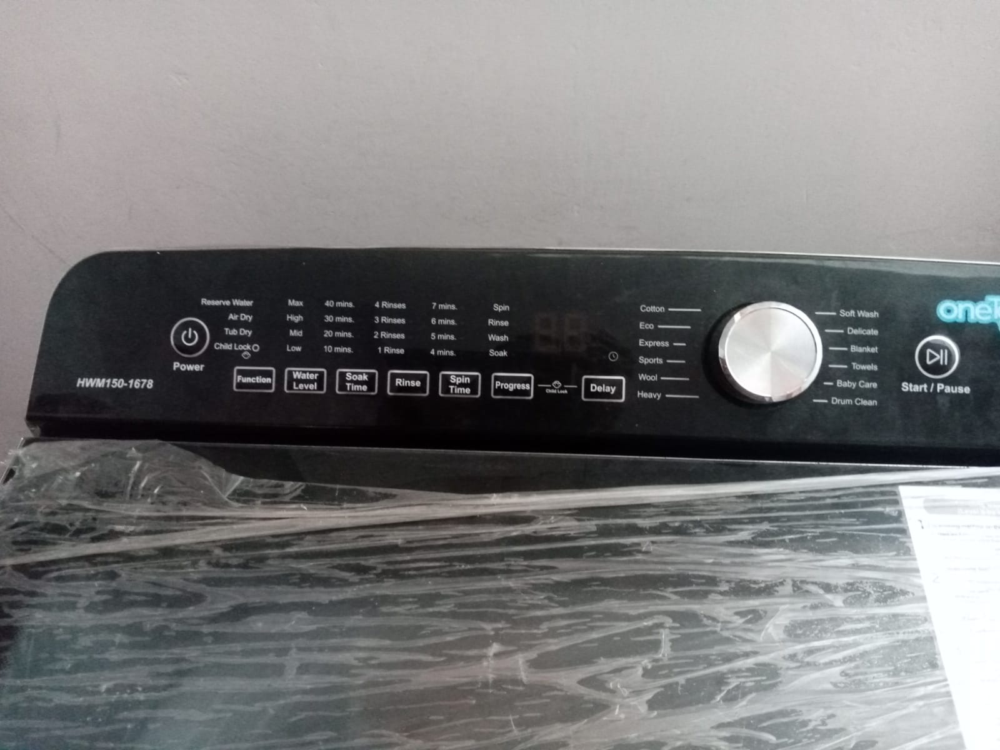 Reserve Water
Air Dry
Tub Dry
Child Lock
Power
HWM150-1678
Function
Max
High
Mid
Low
Water
Level
40 mins.
30 mins.
20 mins.
10 mins.
Soak
Time
4 Rinses
3 Rinses
2 Rinses
1 Rinse
Rinse
7 mins.
6 mins.
5 mins.
4 mins.
Spin
Time
Spin
Rinse
Wash
Soak
Progress
Child Lock
88
Delay
Cotton
Eco
Express
Sports
Wool
Heavy
Soft Wash
Delicate
Blanket
Towels
Baby Care
Drum Clean
Start / Pause
oneT